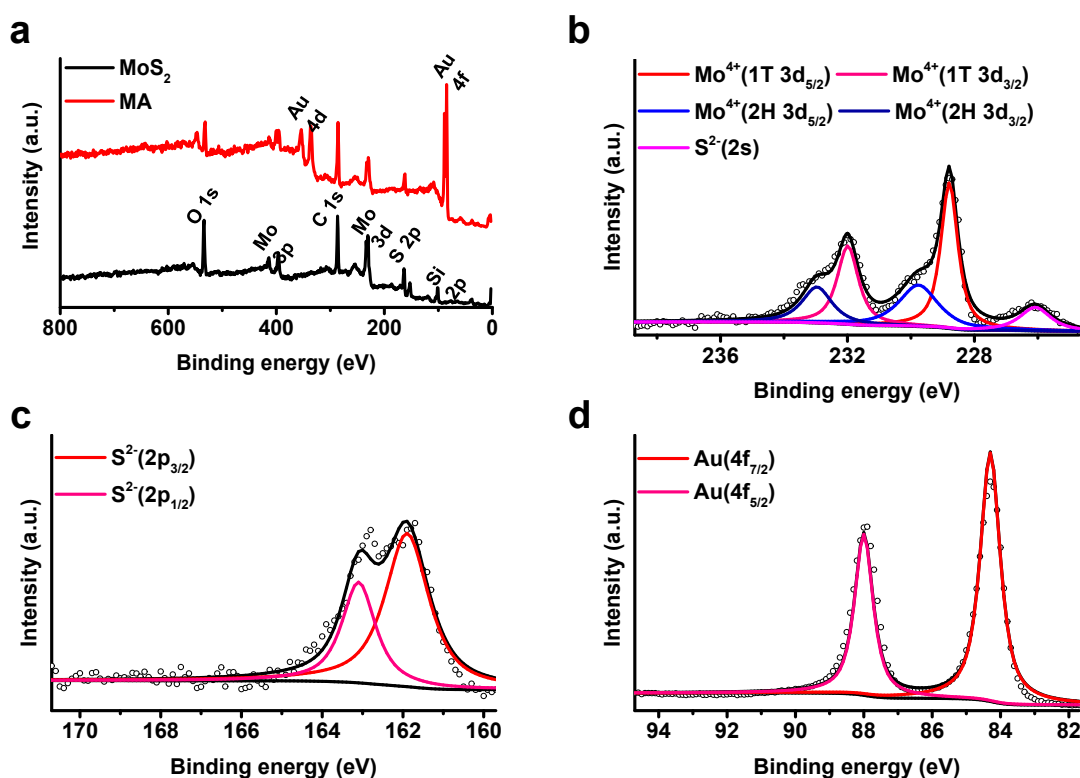 a
MoS₂
MA
Au
4f
Au
4d
O 1s
Mo
3p
C 1s
Mo
3d
S 2p
Si
2p
Intensity (a.u.)
800 600 400 200 0
Binding energy (eV)
b
Mo⁴⁺(1T 3d₅/₂) Mo⁴⁺(1T 3d₃/₂)
Mo⁴⁺(2H 3d₅/₂) Mo⁴⁺(2H 3d₃/₂)
S²⁻(2s)
Intensity (a.u.)
236 232 228
Binding energy (eV)
c
S²⁻(2p₃/₂)
S²⁻(2p₁/₂)
Intensity (a.u.)
170 168 166 164 162 160
Binding energy (eV)
d
Au(4f₇/₂)
Au(4f₅/₂)
Intensity (a.u.)
94 92 90 88 86 84 82
Binding energy (eV)